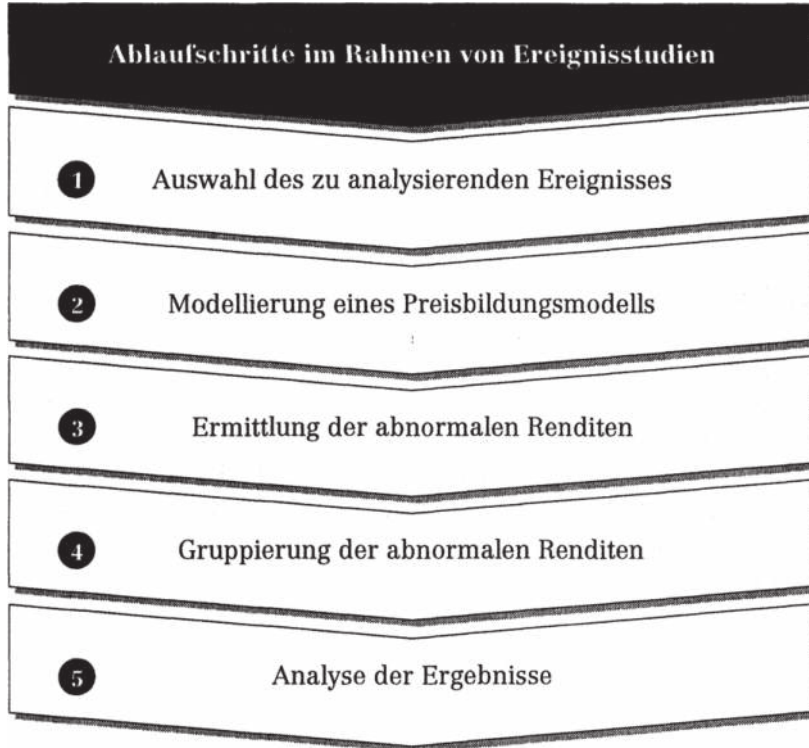 Ablaufschritte im Rahmen von Ereignisstudien
1 Auswahl des zu analysierenden Ereignisses
2 Modellierung eines Preisbildungsmodells
3 Ermittlung der abnormalen Renditen
4 Gruppierung der abnormalen Renditen
5 Analyse der Ergebnisse